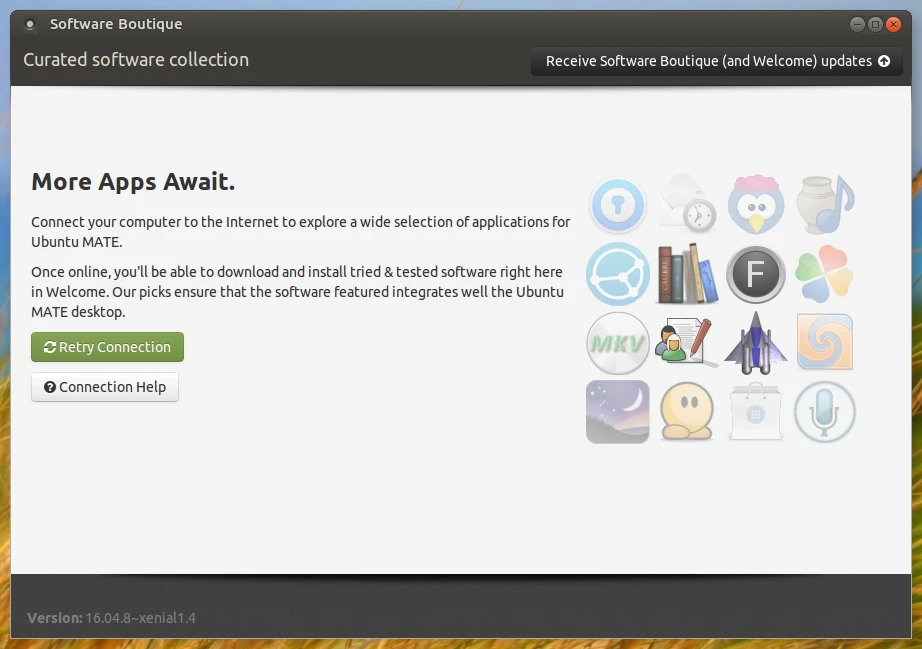 Software Boutique
Curated software collection
Receive Software Boutique (and Welcome) updates
More Apps Await.
Connect your computer to the Internet to explore a wide selection of applications for
Ubuntu MATE.
Once online, you'll be able to download and install tried & tested software right here
in Welcome. Our picks ensure that the software featured integrates well the Ubuntu
MATE desktop.
Retry Connection
Connection Help
CALIBRE
F
MKV
Version: 16.04.8~xenial1.4